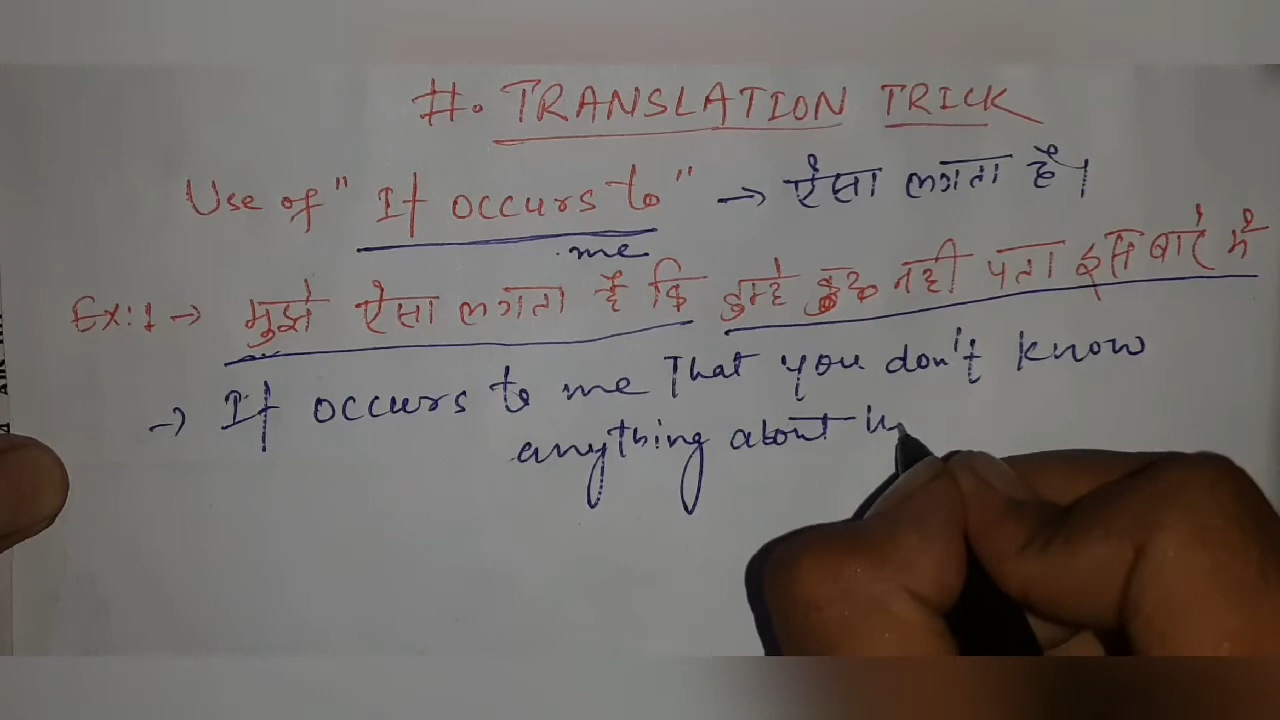 #. TRANSLATION TRICK
Use of "It occurs to" → ऐसा लगता है।
me
Ex:1 → मुझे ऐसा लगता है कि तुम्हे कुछ नही पता इस बारे में
→ It occurs to me That you don't know
anything about